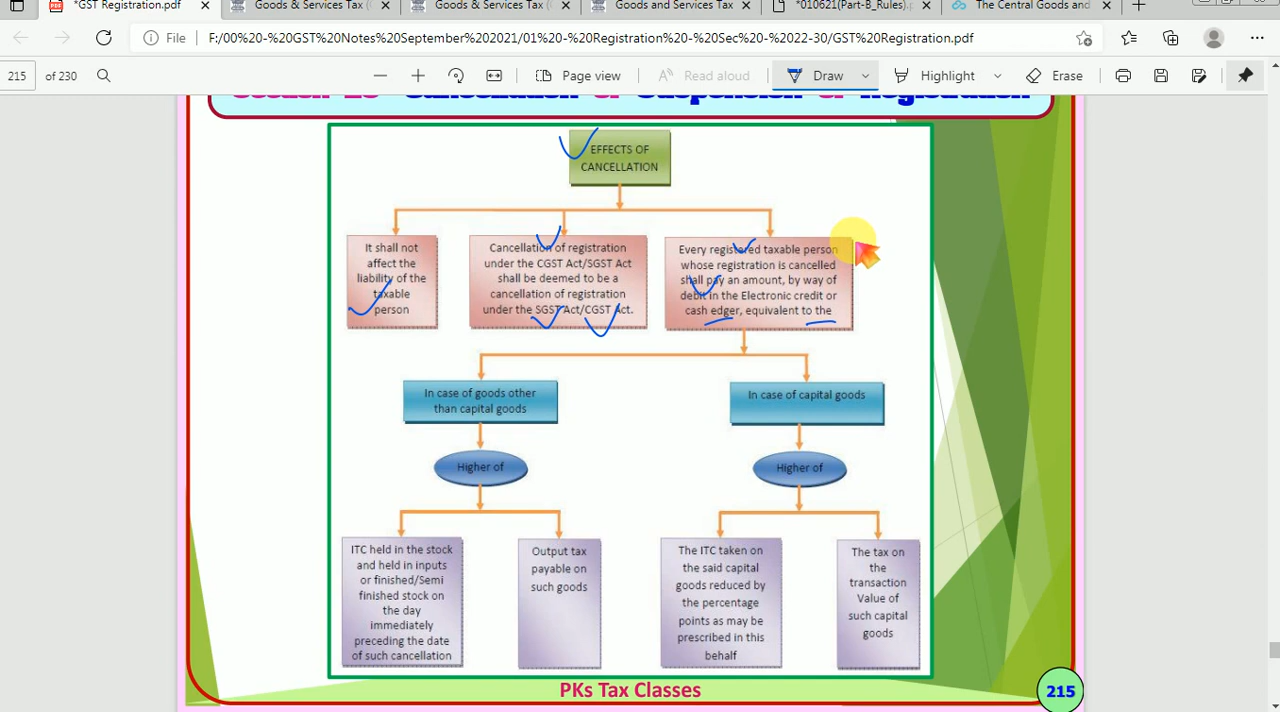 *GST Registration.pdf
Goods & Services Tax (
Goods & Services Tax (
Goods and Services Tax
*010621(Part-B_Rules).p
The Central Goods and
File
F:/00%20-%20GST%20Notes%20September%202021/01%20-%20Registration%20-%20Sec%20-%2022-30/GST%20Registration.pdf
215
of 230
Page view
Read aloud
Draw
Highlight
Erase
Cancellation or Suspension of Registration
EFFECTS OF
CANCELLATION
It shall not
affect the
liability of the
taxable
person
Cancellation of registration
under the CGST Act/SGST Act
shall be deemed to be a
cancellation of registration
under the SGST Act/CGST Act.
Every registered taxable person
whose registration is cancelled
shall pay an amount, by way of
debit in the Electronic credit or
cash edger, equivalent to the
In case of goods other
than capital goods
In case of capital goods
Higher of
Higher of
ITC held in the stock
and held in inputs
or finished/Semi
finished stock on
the day
immediately
preceding the date
of such cancellation
Output tax
payable on
such goods
The ITC taken on
the said capital
goods reduced by
the percentage
points as may be
prescribed in this
behalf
The tax on
the
transaction
Value of
such capital
goods
PKs Tax Classes
215